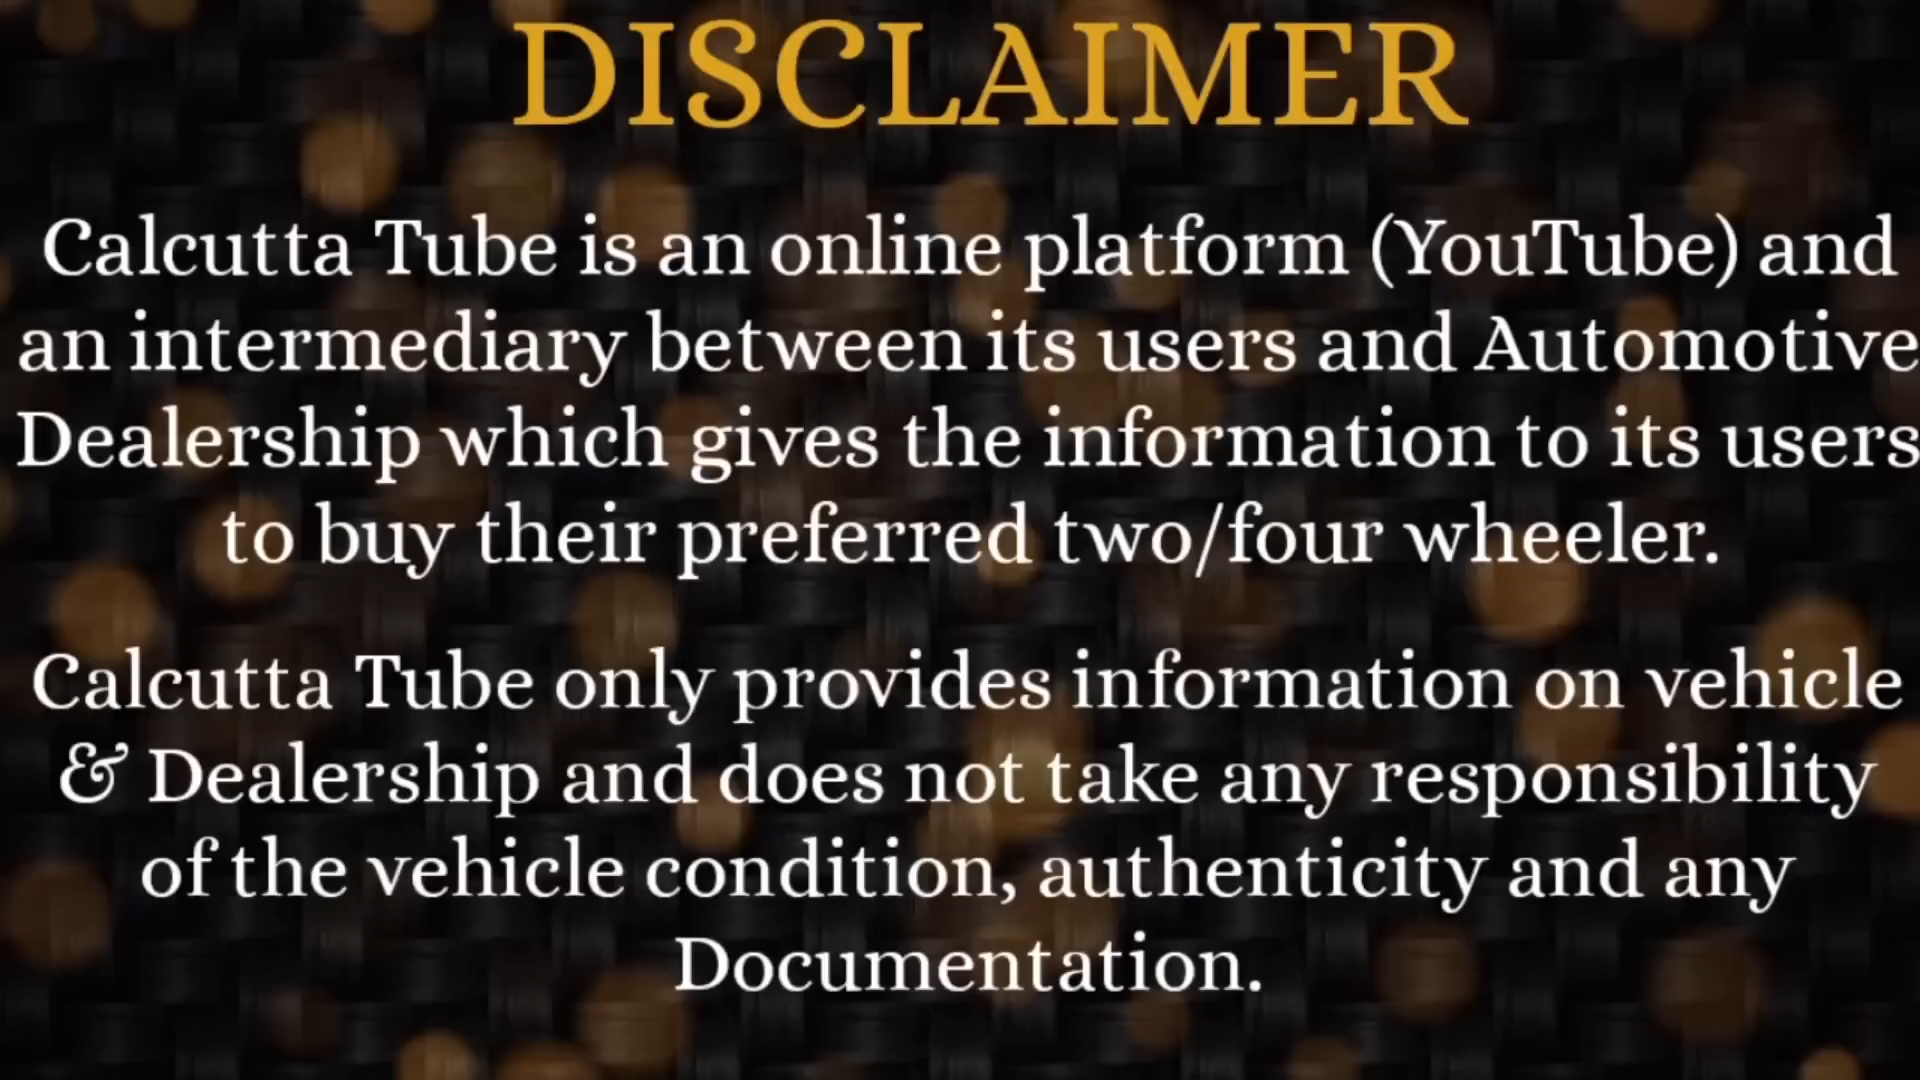 DISCLAIMER
Calcutta Tube is an online platform (YouTube) and
an intermediary between its users and Automotive
Dealership which gives the information to its users
to buy their preferred two/four wheeler.
Calcutta Tube only provides information on vehicle
& Dealership and does not take any responsibility
of the vehicle condition, authenticity and any
Documentation.